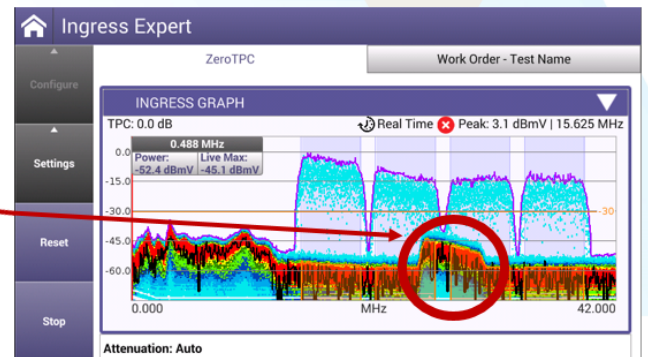 Ingress Expert
Configure
ZeroTPC
Work Order - Test Name
INGRESS GRAPH
TPC: 0.0 dB
Real Time
Peak: 3.1 dBmV | 15.625 MHz
0.488 MHz
Power:
-52.4 dBmV
Live Max:
-45.1 dBmV
0.0
-15.0
-30.0
-30
-45.0
-60.0
0.000
MHz
42.000
Settings
Reset
Stop
Attenuation: Auto